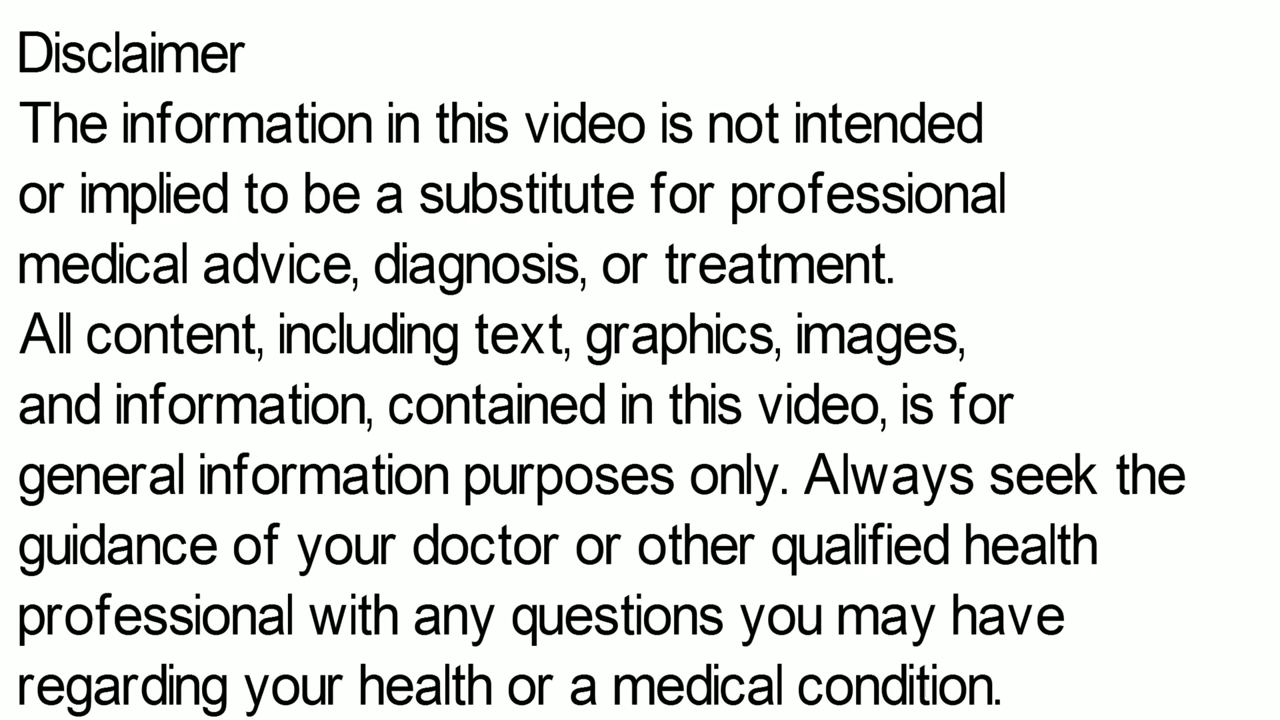 Disclaimer
The information in this video is not intended
or implied to be a substitute for professional
medical advice, diagnosis, or treatment.
All content, including text, graphics, images,
and information, contained in this video, is for
general information purposes only. Always seek the
guidance of your doctor or other qualified health
professional with any questions you may have
regarding your health or a medical condition.